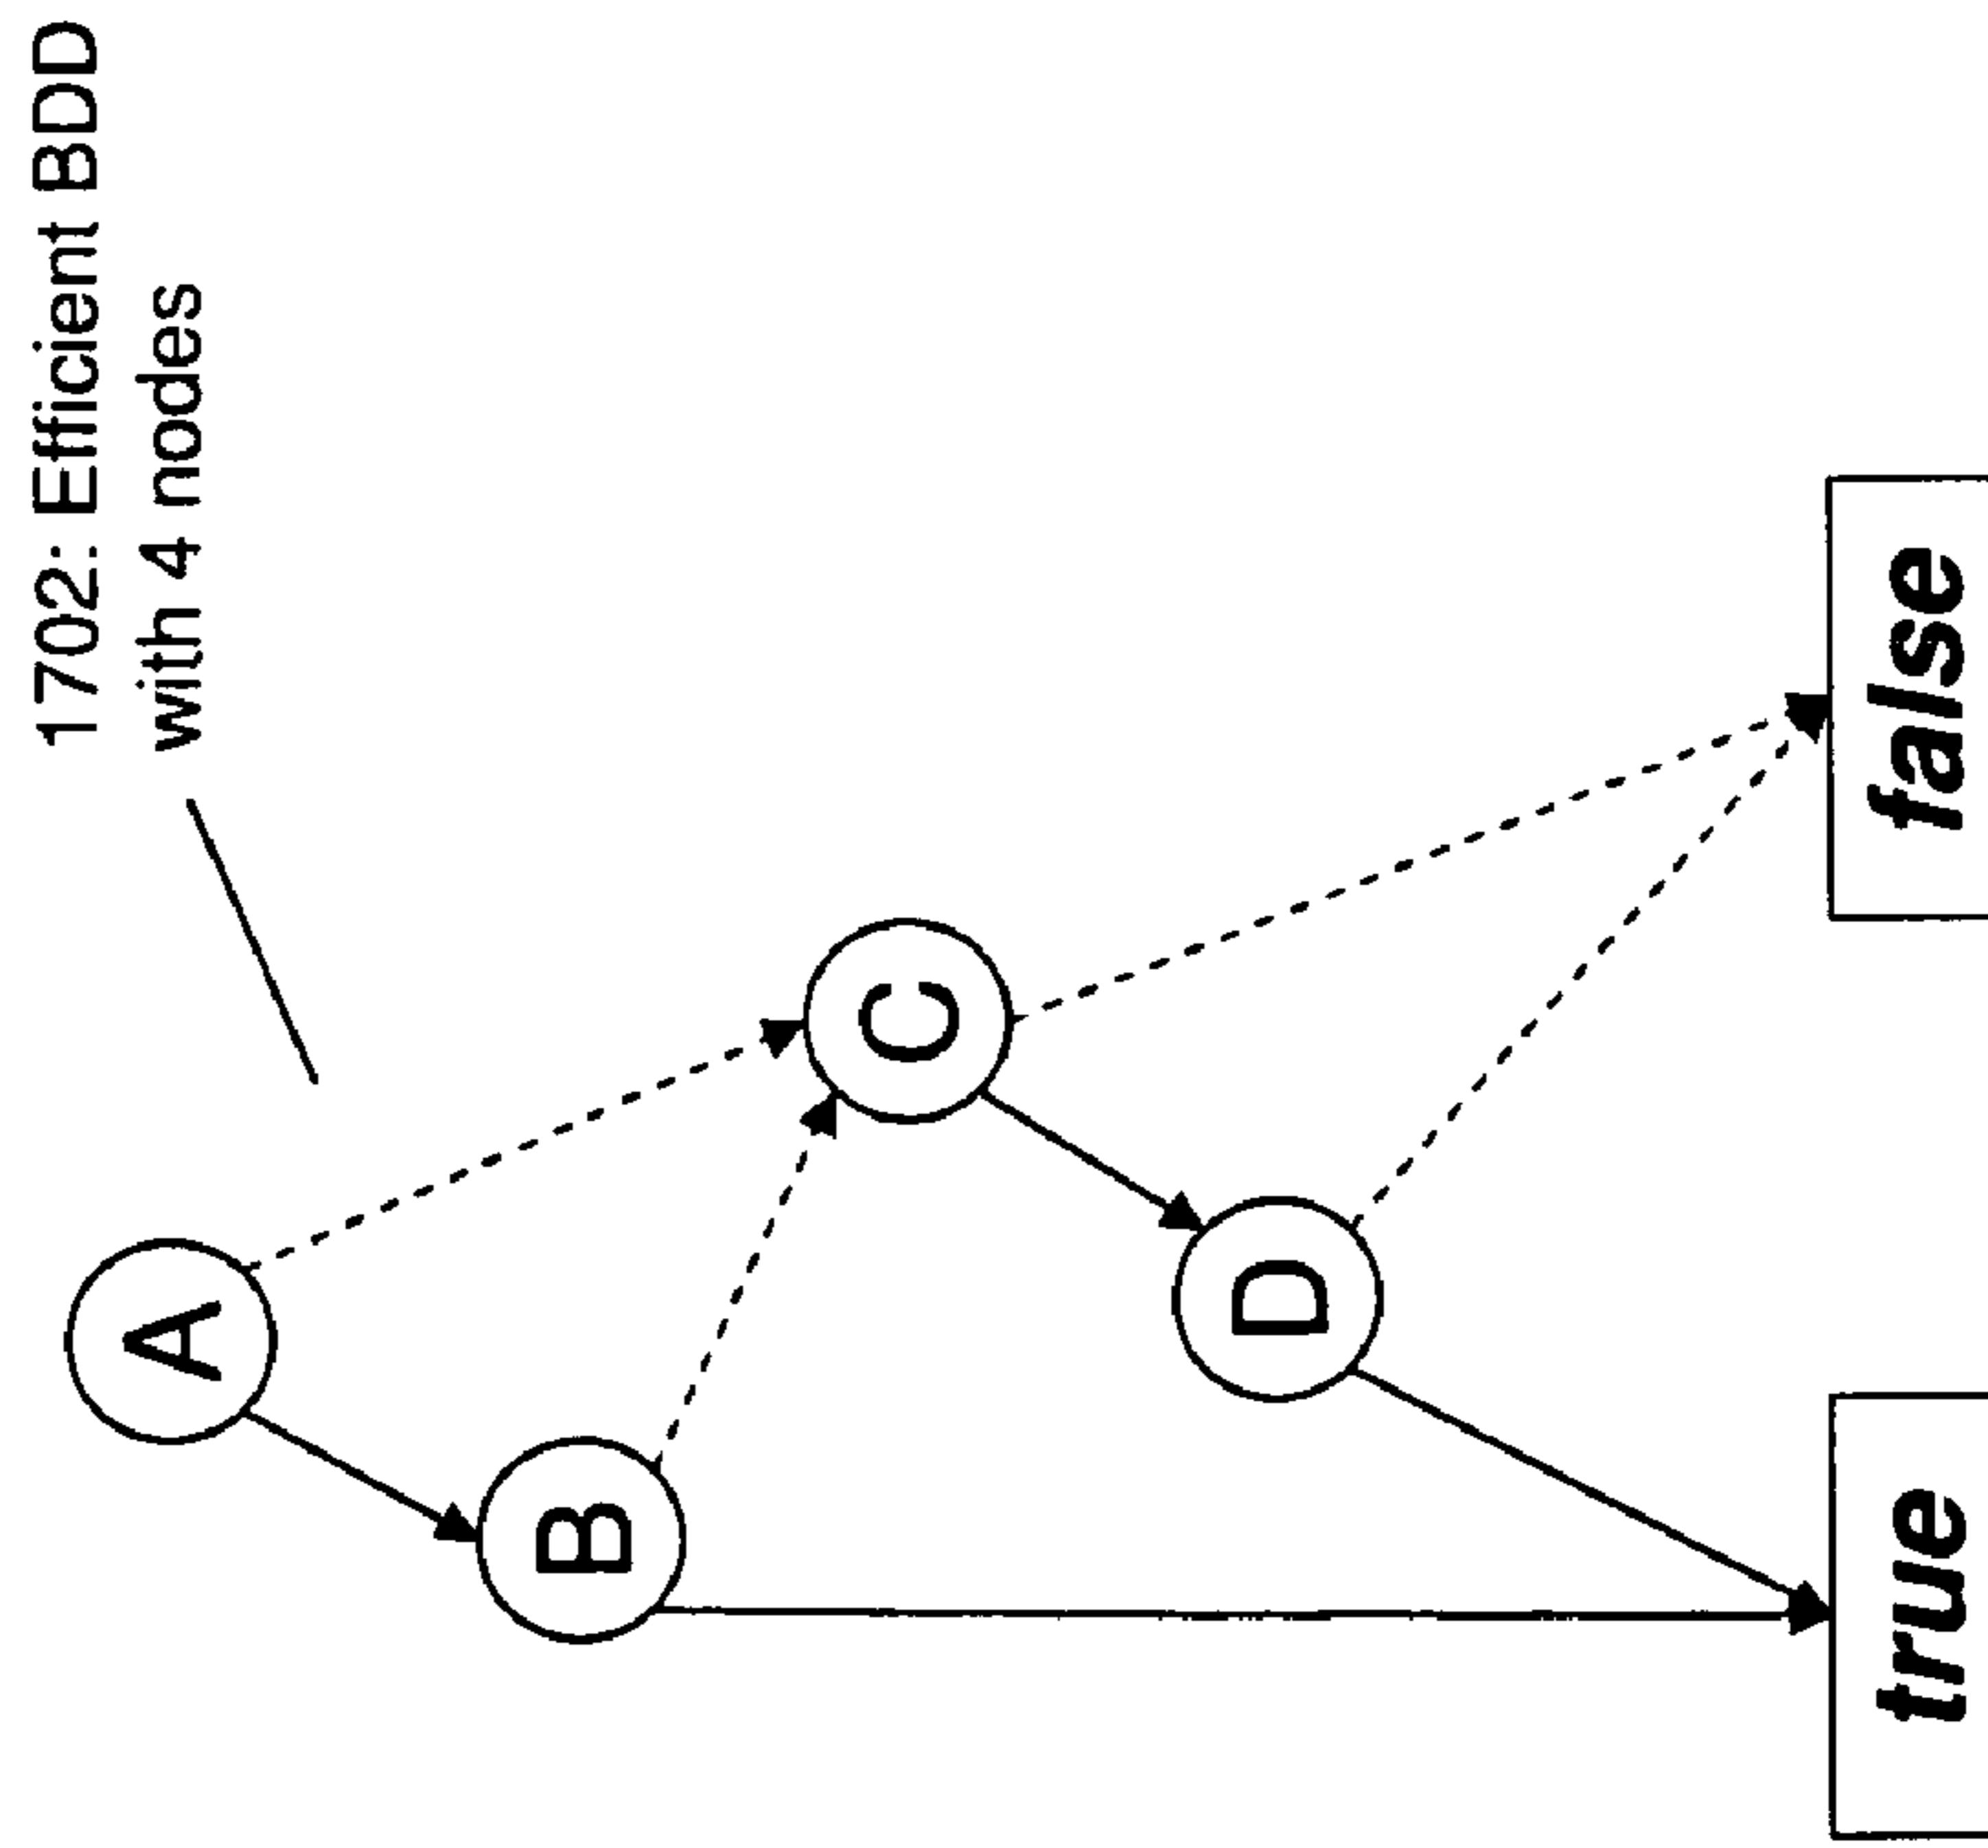 1702: Efficient BDD
with 4 nodes
A
B
C
D
true
false